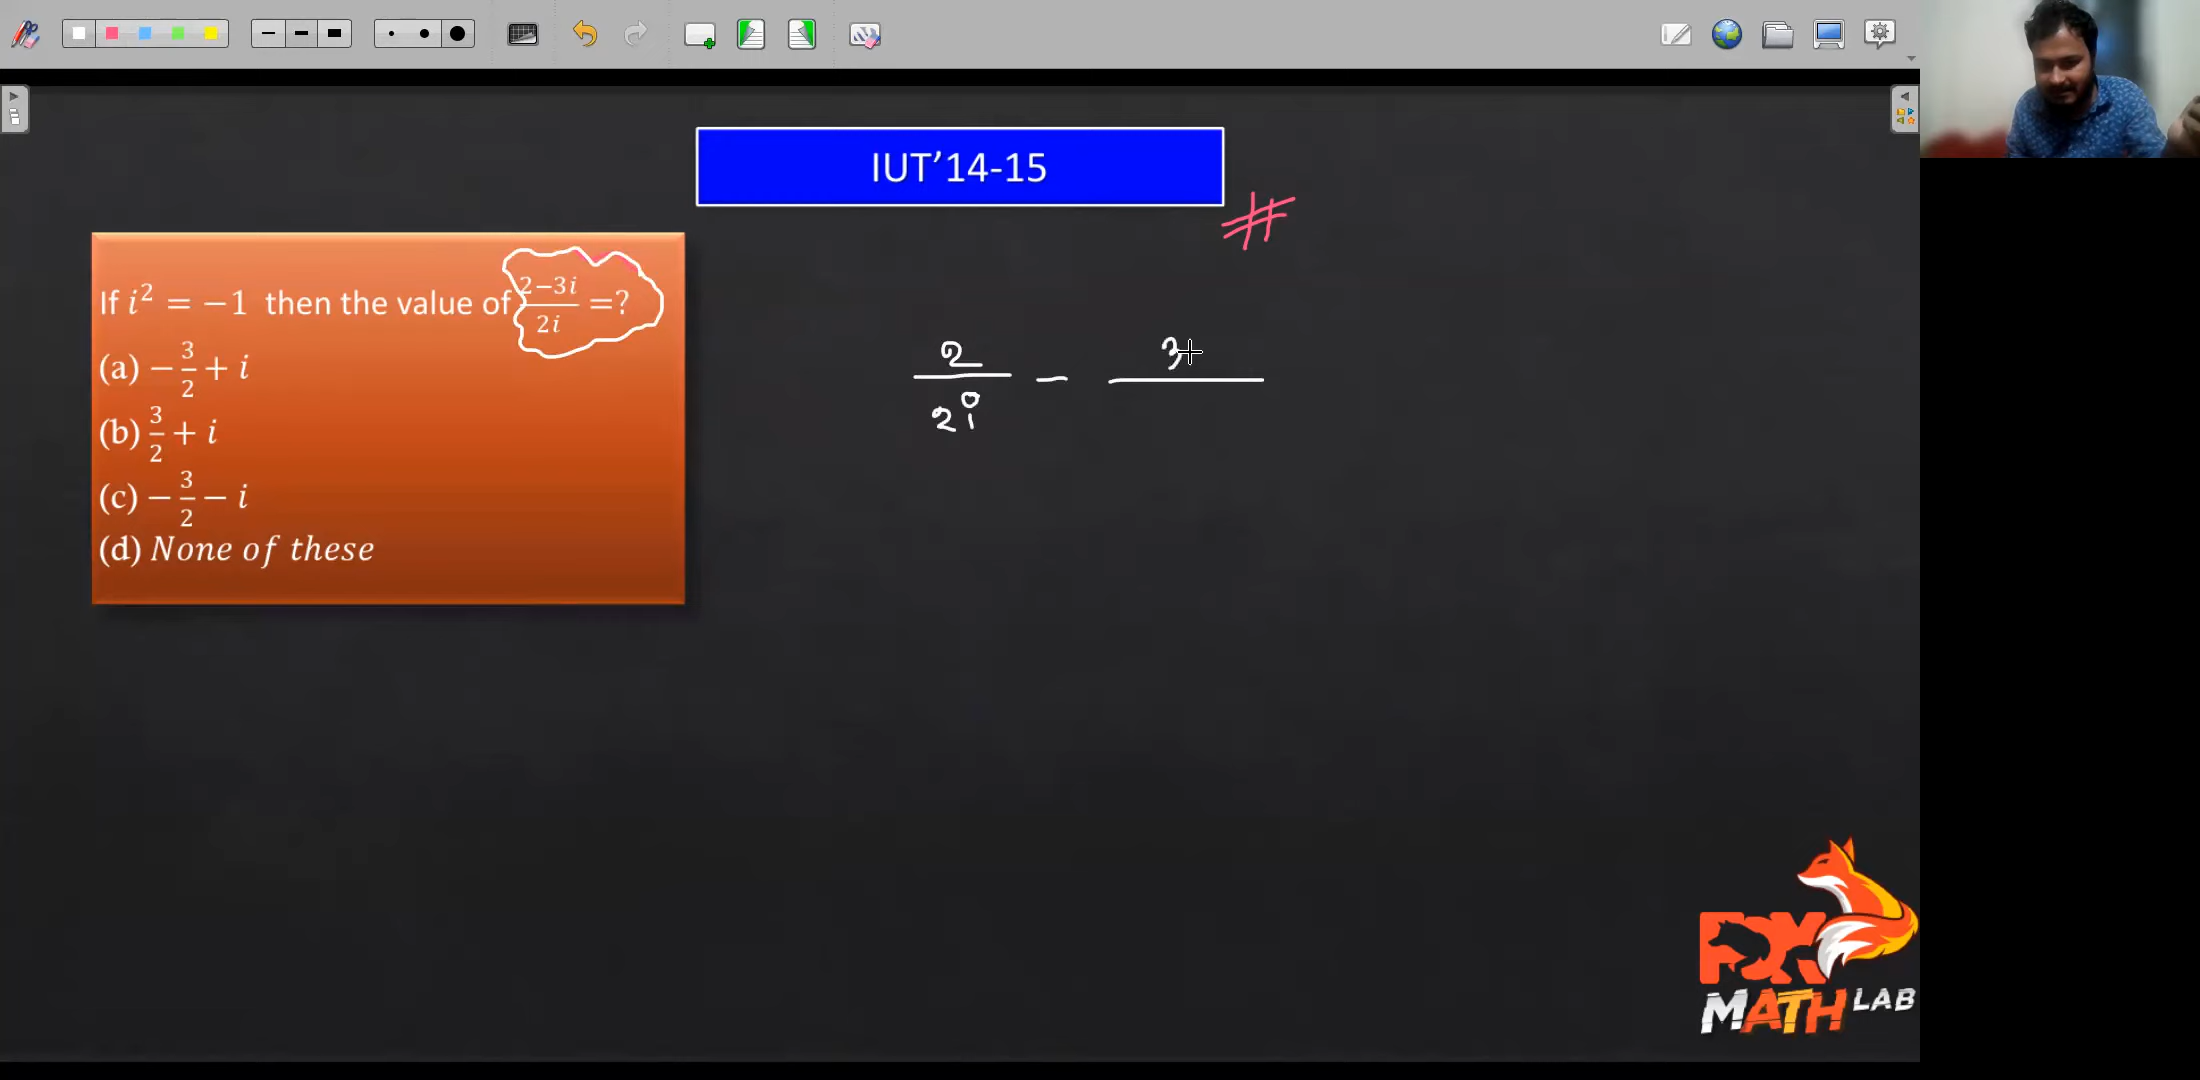 IUT’14-15
#
If i² = −1 then the value of (2−3i)/(2i) =?
(a) −3/2 + i
(b) 3/2 + i
(c) −3/2 − i
(d) None of these
2/(2i) − 3
FOX
MATH LAB